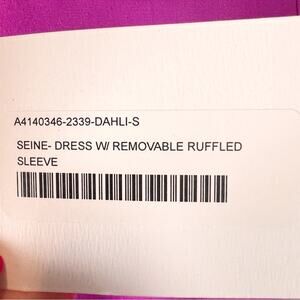 A4140346-2339-DAHLI-S
SEINE- DRESS W/ REMOVABLE RUFFLED
SLEEVE